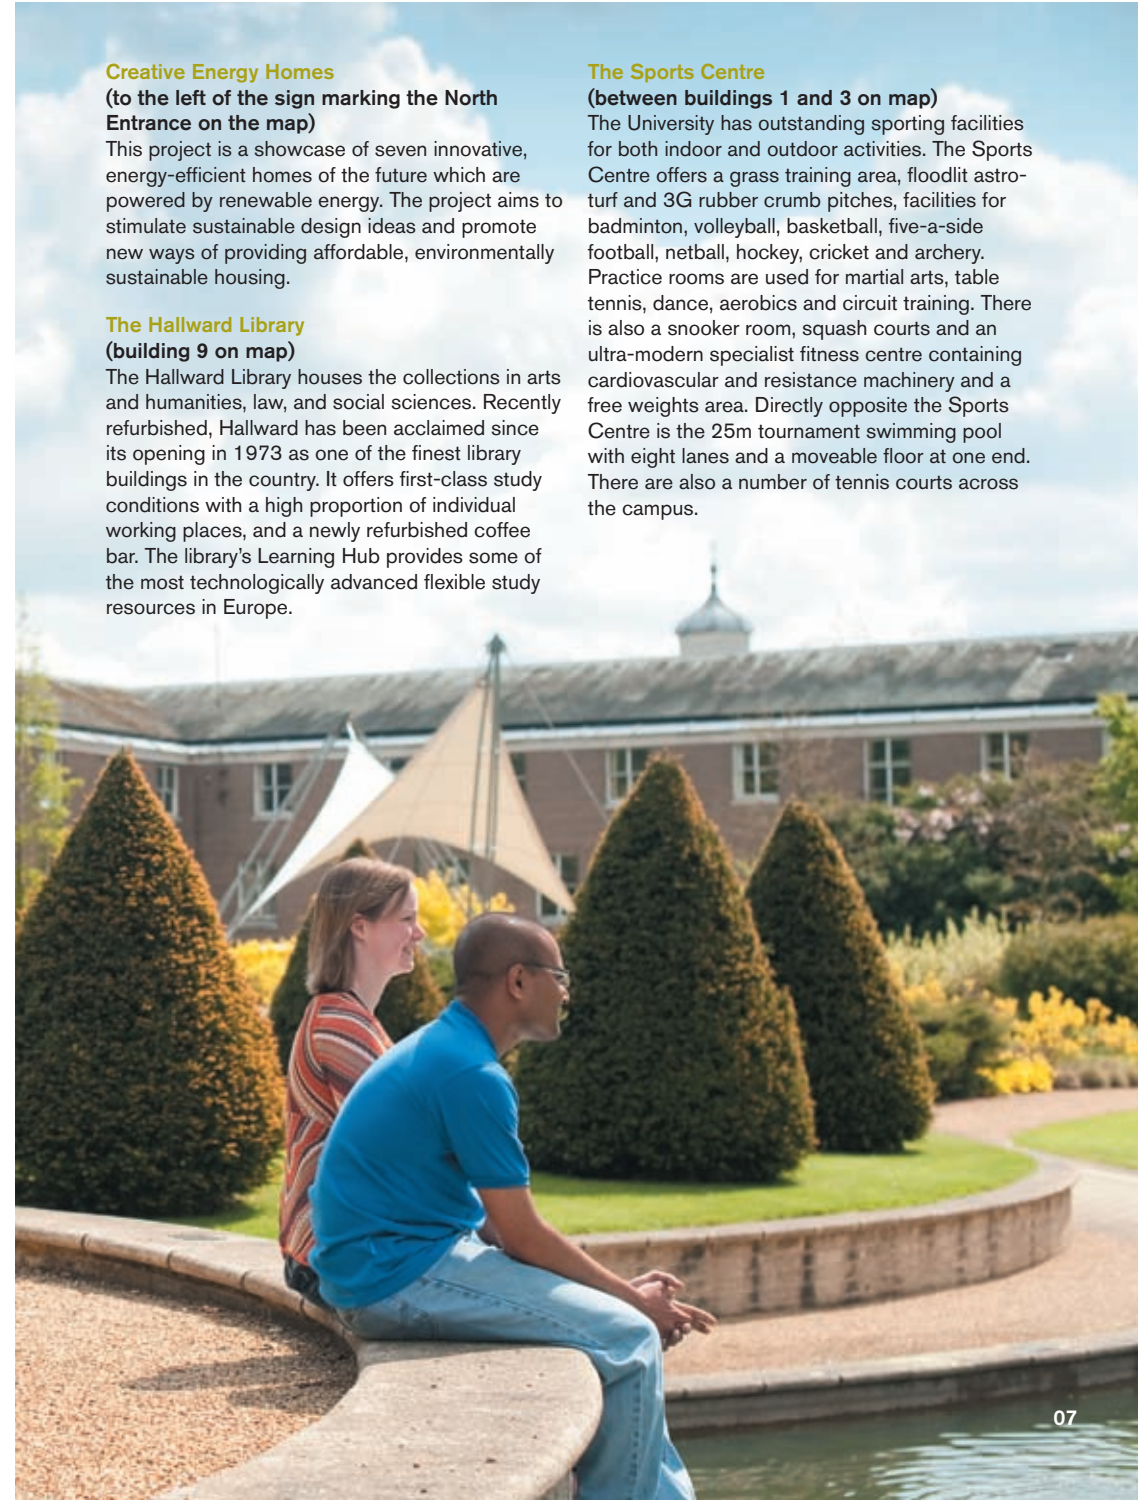 Creative Energy Homes
(to the left of the sign marking the North
Entrance on the map)
This project is a showcase of seven innovative,
energy-efficient homes of the future which are
powered by renewable energy. The project aims to
stimulate sustainable design ideas and promote
new ways of providing affordable, environmentally
sustainable housing.
The Hallward Library
(building 9 on map)
The Hallward Library houses the collections in arts
and humanities, law, and social sciences. Recently
refurbished, Hallward has been acclaimed since
its opening in 1973 as one of the finest library
buildings in the country. It offers first-class study
conditions with a high proportion of individual
working places, and a newly refurbished coffee
bar. The library's Learning Hub provides some of
the most technologically advanced flexible study
resources in Europe.
The Sports Centre
(between buildings 1 and 3 on map)
The University has outstanding sporting facilities
for both indoor and outdoor activities. The Sports
Centre offers a grass training area, floodlit astro-
turf and 3G rubber crumb pitches, facilities for
badminton, volleyball, basketball, five-a-side
football, netball, hockey, cricket and archery.
Practice rooms are used for martial arts, table
tennis, dance, aerobics and circuit training. There
is also a snooker room, squash courts and an
ultra-modern specialist fitness centre containing
cardiovascular and resistance machinery and a
free weights area. Directly opposite the Sports
Centre is the 25m tournament swimming pool
with eight lanes and a moveable floor at one end.
There are also a number of tennis courts across
the campus.
07